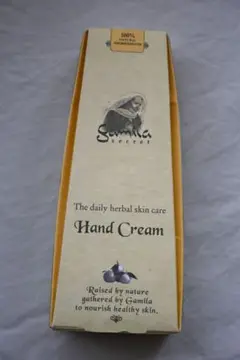 100%
Gamila
secret
The daily herbal skin care
Hand Cream
Raised by nature
gathered by Gamila
to nourish healthy skin.